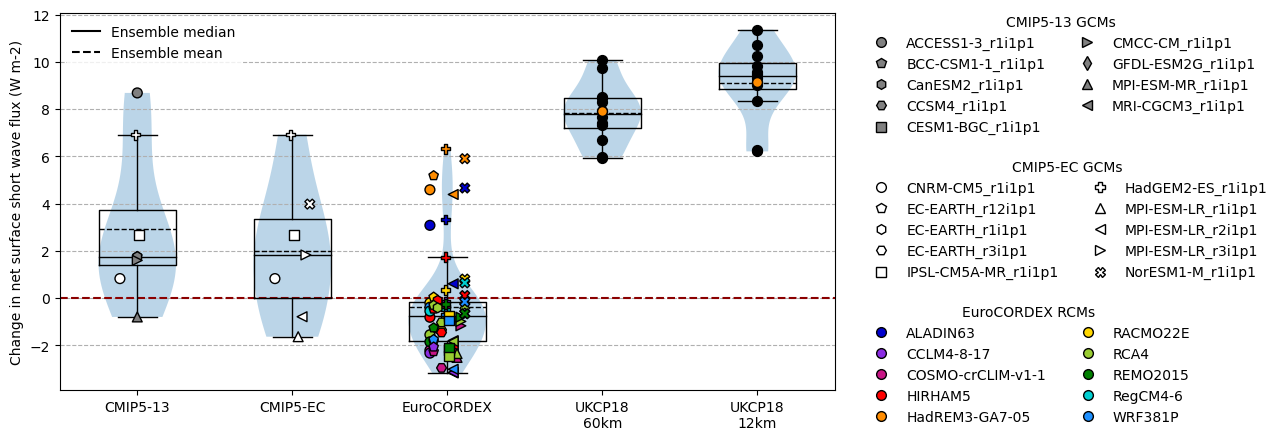 Change in net surface short wave flux (W m-2)
12
10
8
6
4
2
0
−2
Ensemble median
Ensemble mean
CMIP5-13
CMIP5-EC
EuroCORDEX
UKCP18
60km
UKCP18
12km
CMIP5-13 GCMs
ACCESS1-3_r1i1p1
BCC-CSM1-1_r1i1p1
CanESM2_r1i1p1
CCSM4_r1i1p1
CESM1-BGC_r1i1p1
CMCC-CM_r1i1p1
GFDL-ESM2G_r1i1p1
MPI-ESM-MR_r1i1p1
MRI-CGCM3_r1i1p1
CMIP5-EC GCMs
CNRM-CM5_r1i1p1
EC-EARTH_r12i1p1
EC-EARTH_r1i1p1
EC-EARTH_r3i1p1
IPSL-CM5A-MR_r1i1p1
HadGEM2-ES_r1i1p1
MPI-ESM-LR_r1i1p1
MPI-ESM-LR_r2i1p1
MPI-ESM-LR_r3i1p1
NorESM1-M_r1i1p1
EuroCORDEX RCMs
ALADIN63
CCLM4-8-17
COSMO-crCLIM-v1-1
HIRHAM5
HadREM3-GA7-05
RACMO22E
RCA4
REMO2015
RegCM4-6
WRF381P